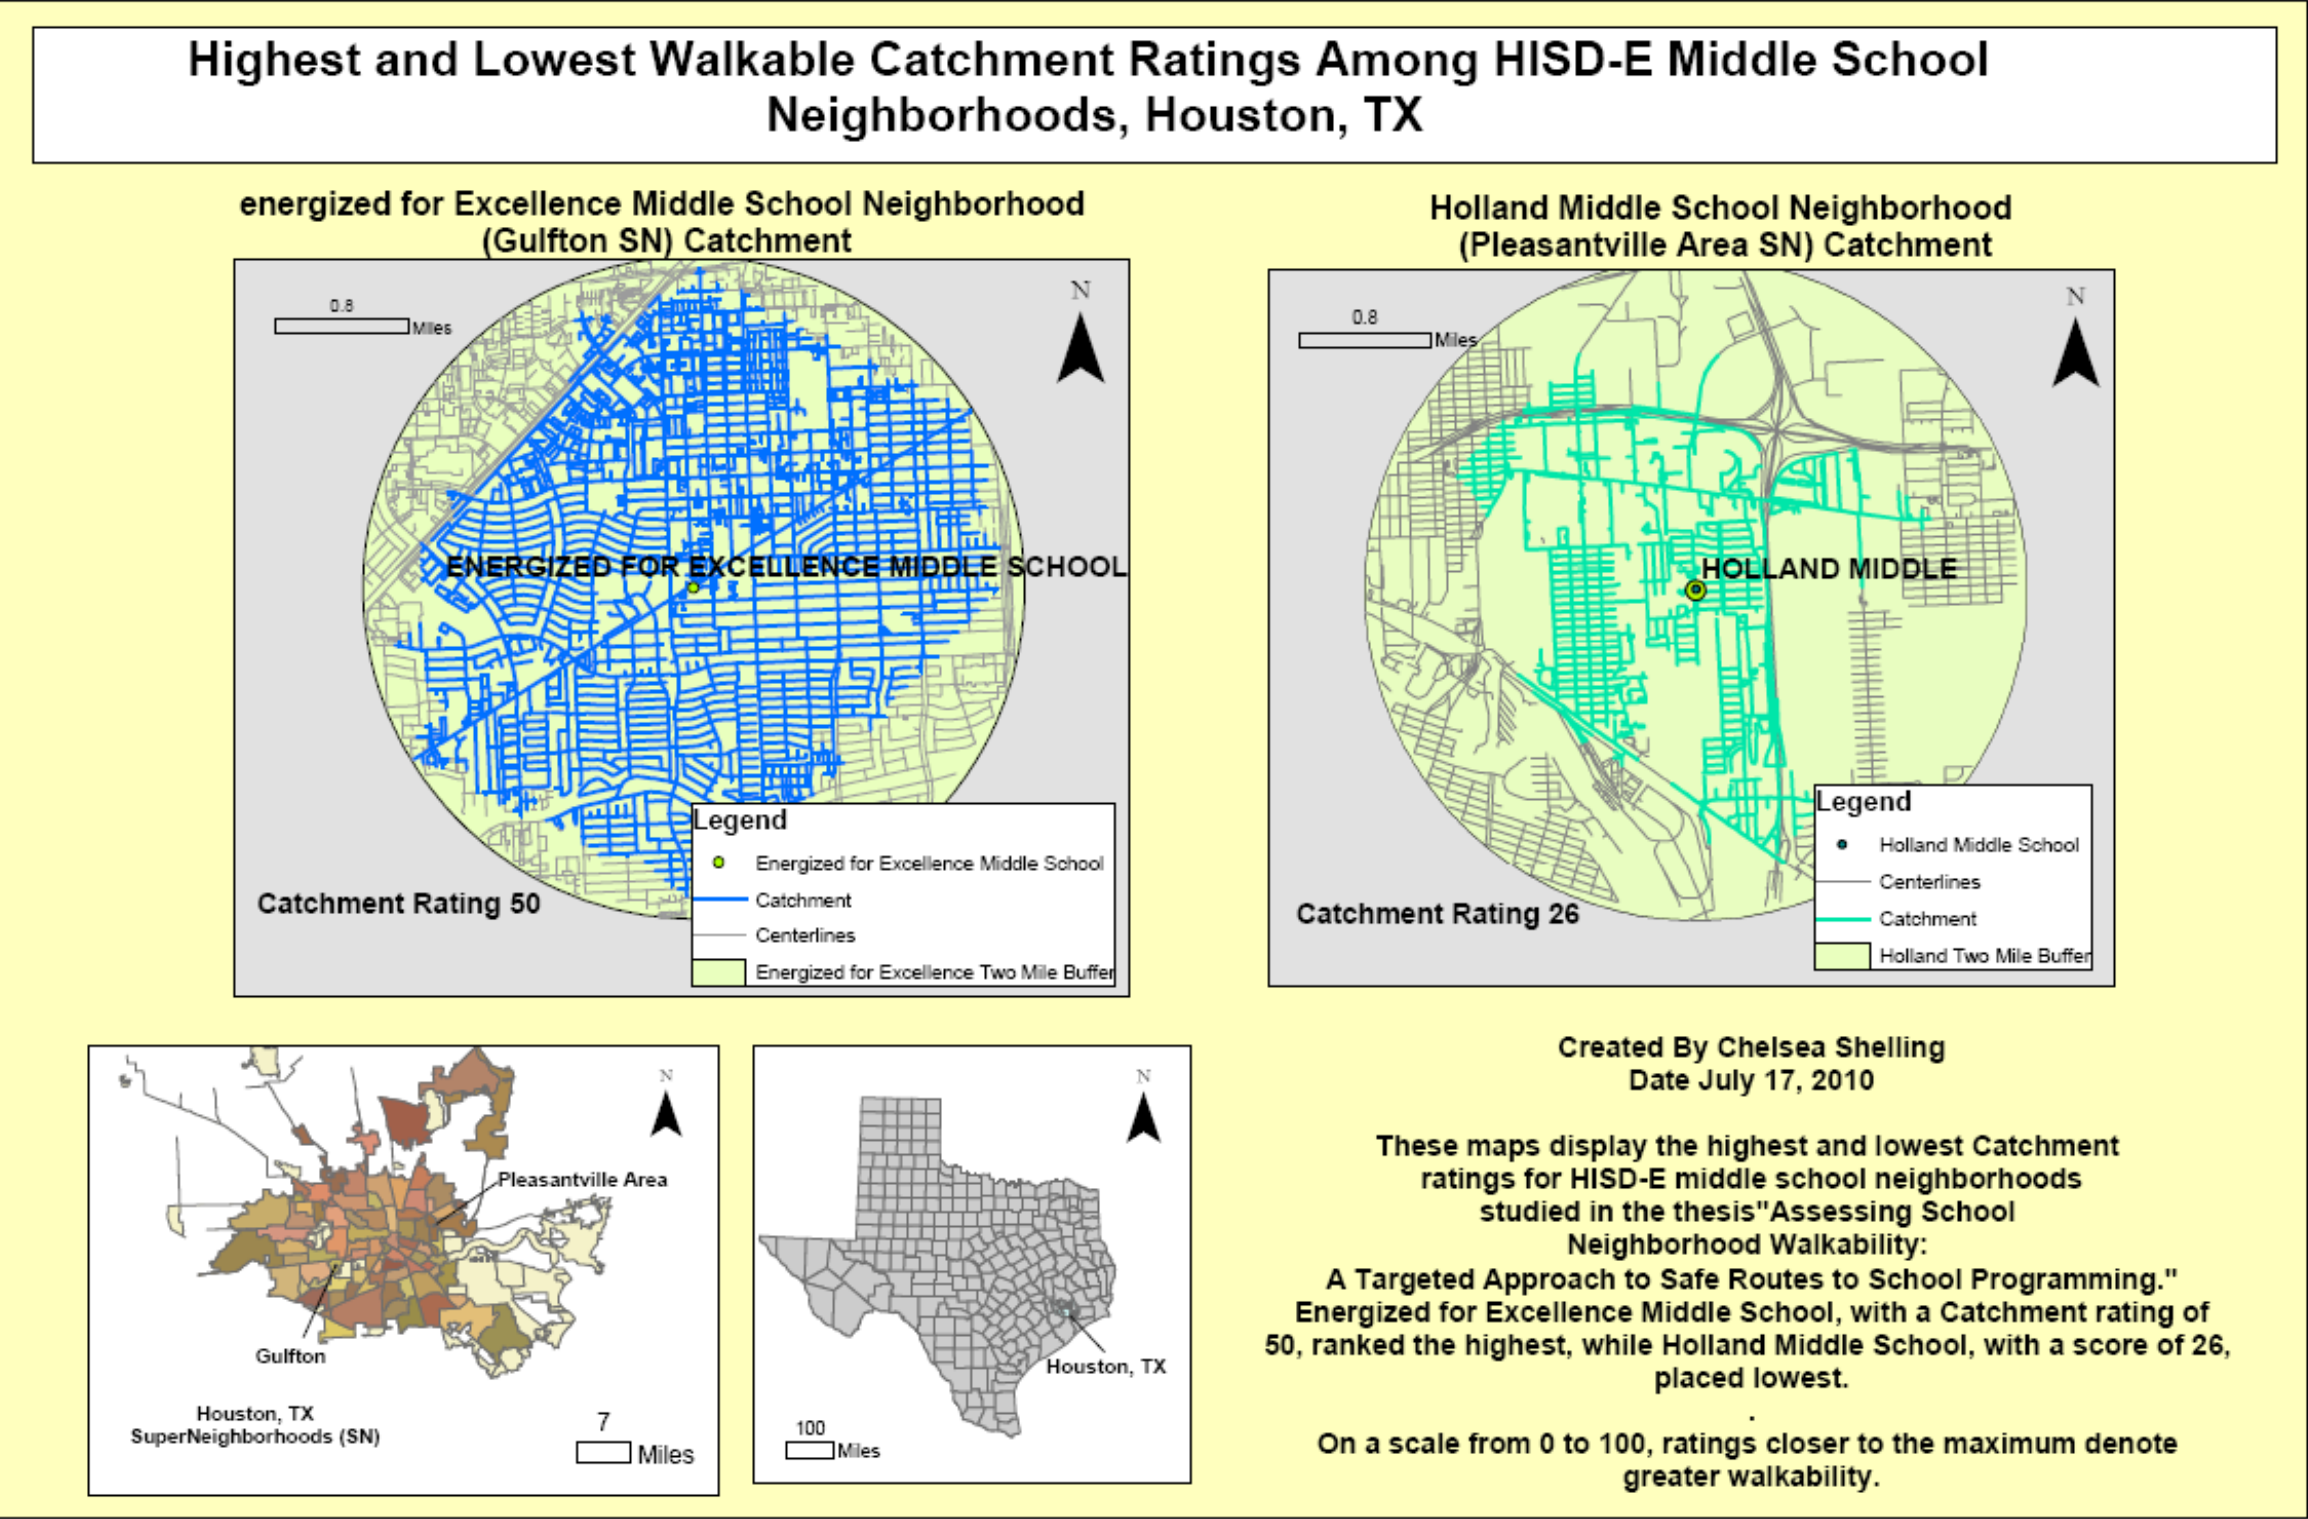 Highest and Lowest Walkable Catchment Ratings Among HISD-E Middle School
Neighborhoods, Houston, TX
energized for Excellence Middle School Neighborhood
(Gulfton SN) Catchment
0.8
Miles
N
ENERGIZED FOR EXCELLENCE MIDDLE SCHOOL
Catchment Rating 50
Legend
Energized for Excellence Middle School
Catchment
Centerlines
Energized for Excellence Two Mile Buffer
Holland Middle School Neighborhood
(Pleasantville Area SN) Catchment
0.8
Miles
N
HOLLAND MIDDLE
Catchment Rating 26
Legend
Holland Middle School
Centerlines
Catchment
Holland Two Mile Buffer
N
Pleasantville Area
Gulfton
Houston, TX
SuperNeighborhoods (SN)
7
Miles
N
Houston, TX
100
Miles
Created By Chelsea Shelling
Date July 17, 2010
These maps display the highest and lowest Catchment
ratings for HISD-E middle school neighborhoods
studied in the thesis"Assessing School
Neighborhood Walkability:
A Targeted Approach to Safe Routes to School Programming."
Energized for Excellence Middle School, with a Catchment rating of
50, ranked the highest, while Holland Middle School, with a score of 26,
placed lowest.
.
On a scale from 0 to 100, ratings closer to the maximum denote
greater walkability.